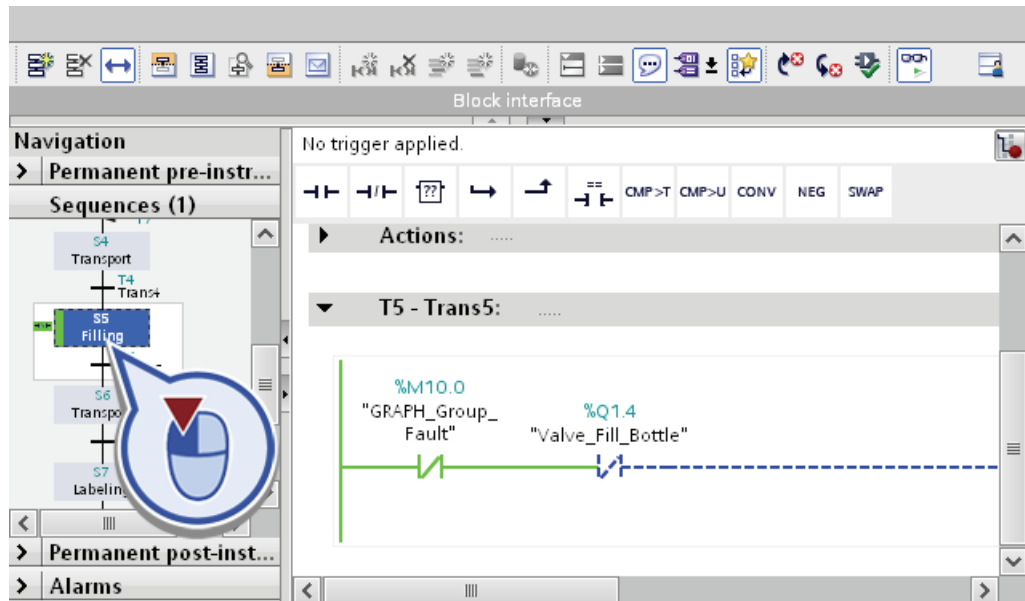 Block interface
Navigation
No trigger applied.
Permanent pre-instr...
Sequences (1)
?? == CMP>T CMP>U CONV NEG SWAP
S4
Transport
T4
Trans4
S5
Filling
S6
S7
Actions: .....
T5 - Trans5: .....
%M10.0
"GRAPH_Group_
Fault"
%Q1.4
"Valve_Fill_Bottle"
Permanent post-inst...
Alarms